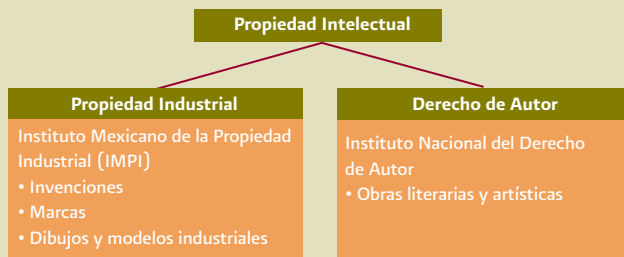 Propiedad Intelectual
Propiedad Industrial
Instituto Mexicano de la Propiedad
Industrial (IMPI)
• Invenciones
• Marcas
• Dibujos y modelos industriales
Derecho de Autor
Instituto Nacional del Derecho
de Autor
• Obras literarias y artísticas